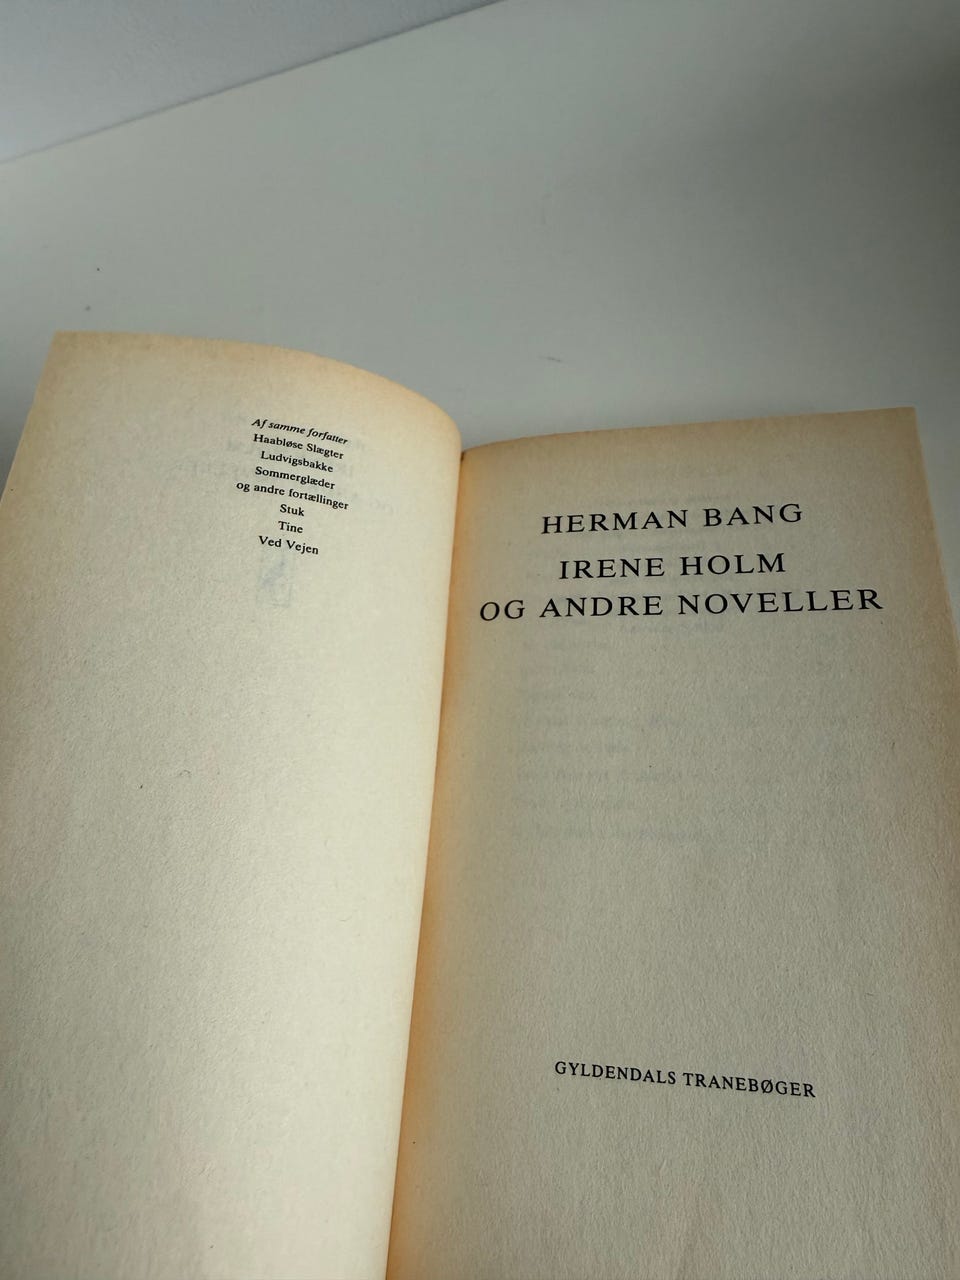 Af samme forfatter
Haabløse Slægter
Ludvigsbakke
Sommerglæder
og andre fortællinger
Stuk
Tine
Ved Vejen
HERMAN BANG
IRENE HOLM
OG ANDRE NOVELLER
GYLDENDALS TRANEBØGER